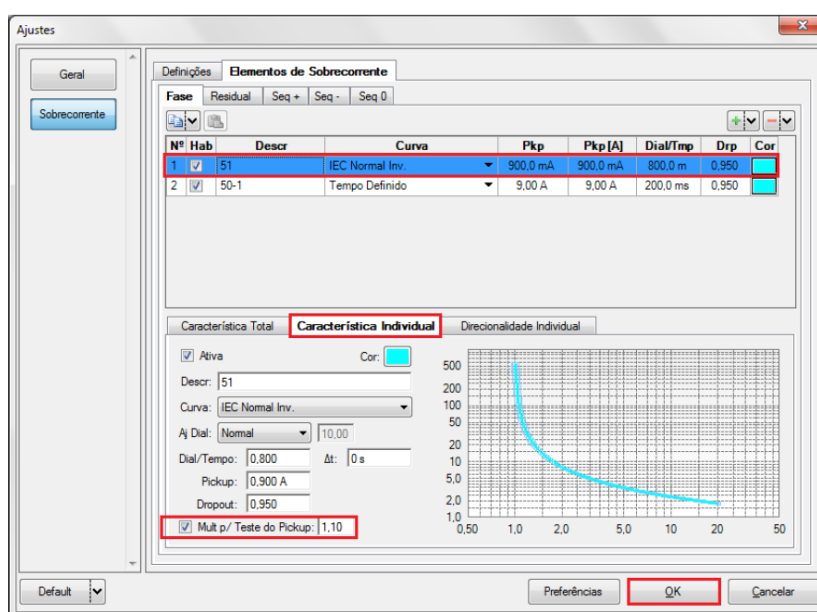 Ajustes
Geral
Sobrecorrente
Definições Elementos de Sobrecorrente
Fase Residual Seq + Seq - Seq 0
Nº Hab Descr Curva Pkp Pkp [A] Dial/Tmp Drp Cor
1 51 IEC Normal Inv. 900,0 mA 900,0 mA 800,0 m 0,950
2 50-1 Tempo Definido 9,00 A 9,00 A 200,0 ms 0,950
Característica Total Característica Individual Direcionalidade Individual
Ativa Cor:
Descr: 51
Curva: IEC Normal Inv.
Aj Dial: Normal 10,00
Dial/Tempo: 0,800 Δt: 0 s
Pickup: 0,900 A
Dropout: 0,950
Mult p/ Teste do Pickup: 1,10
500
200
100
50
20
10
5,0
2,0
1,0
0,50 1,0 2,0 5,0 10 20 50
Default Preferências OK Cancelar